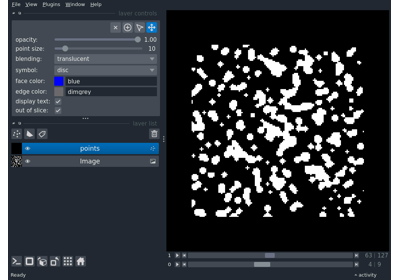 File View Plugins Window Help
layer controls
opacity: 1.00
point size: 10
blending: translucent
symbol: disc
face color: blue
edge color: dimgrey
display text:
out of slice:
layer list
points
Image
1 63 / 127
0 4 / 9
Ready activity